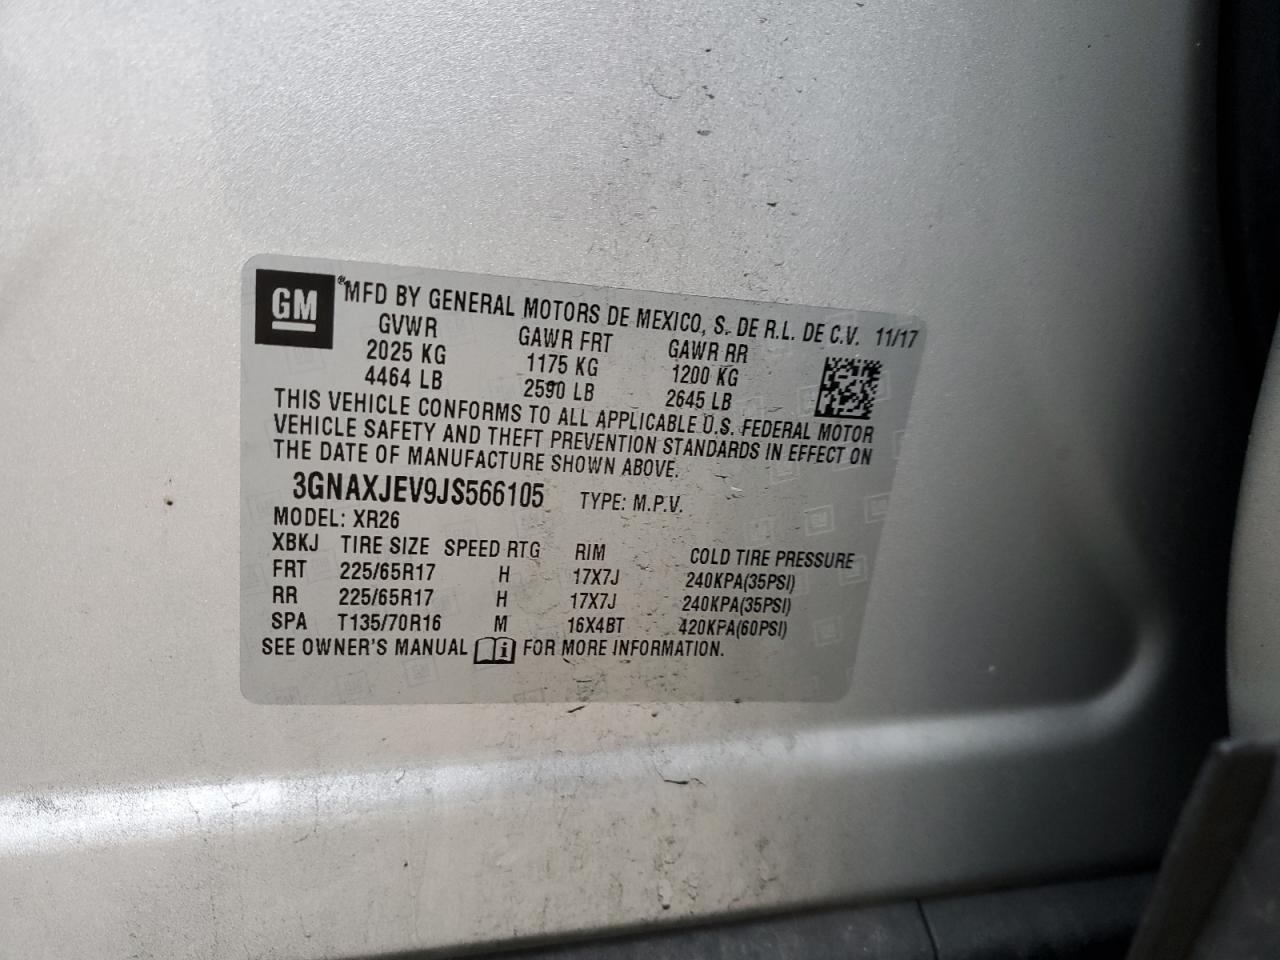 GM ® MFD BY GENERAL MOTORS DE MEXICO, S. DE R.L. DE C.V. 11/17
GVWR GAWR FRT GAWR RR
2025 KG 1175 KG 1200 KG
4464 LB 2590 LB 2645 LB
THIS VEHICLE CONFORMS TO ALL APPLICABLE U.S. FEDERAL MOTOR
VEHICLE SAFETY AND THEFT PREVENTION STANDARDS IN EFFECT ON
THE DATE OF MANUFACTURE SHOWN ABOVE.
3GNAXJEV9JS566105 TYPE: M.P.V.
MODEL: XR26
XBKJ TIRE SIZE SPEED RTG RIM COLD TIRE PRESSURE
FRT 225/65R17 H 17X7J 240KPA(35PSI)
RR 225/65R17 H 17X7J 240KPA(35PSI)
SPA T135/70R16 M 16X4BT 420KPA(60PSI)
SEE OWNER'S MANUAL i FOR MORE INFORMATION.